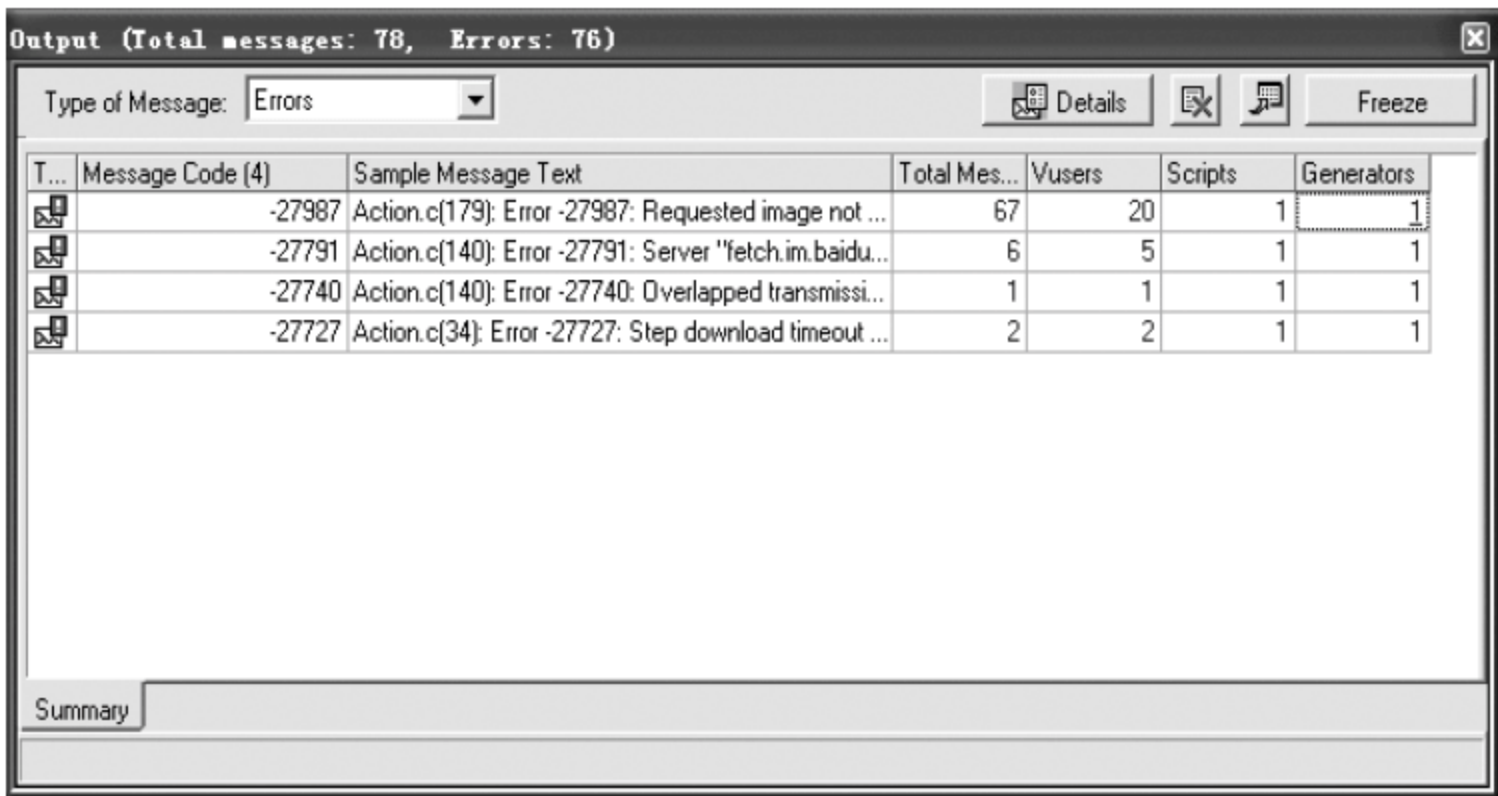 Output (Total messages: 78, Errors: 76)
Type of Message: Errors Details Freeze
T... Message Code (4) Sample Message Text Total Mes... Vusers Scripts Generators
-27987 Action.c(179): Error -27987: Requested image not ... 67 20 1 1
-27791 Action.c(140): Error -27791: Server "fetch.im.baidu... 6 5 1 1
-27740 Action.c(140): Error -27740: Overlapped transmissi... 1 1 1 1
-27727 Action.c(34): Error -27727: Step download timeout ... 2 2 1 1
Summary